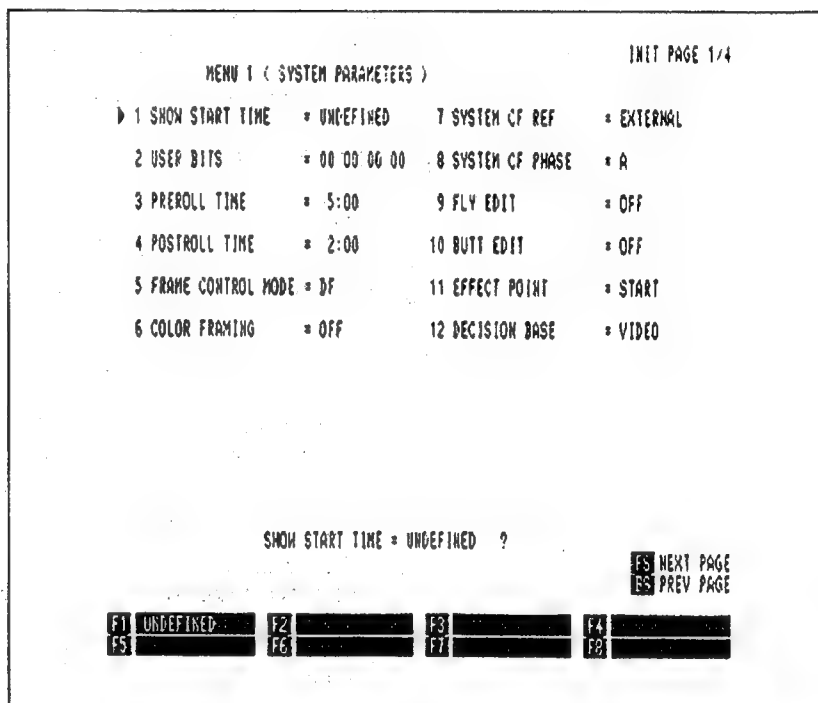 INIT PAGE 1/4
MENU 1 ( SYSTEM PARAMETERS )
1 SHOW START TIME = UNDEFINED 7 SYSTEM CF REF = EXTERNAL
2 USER BITS = 00 00 00 00 8 SYSTEM CF PHASE = A
3 PREROLL TIME = 5:00 9 FLY EDIT = OFF
4 POSTROLL TIME = 2:00 10 BUTT EDIT = OFF
5 FRAME CONTROL MODE = DF 11 EFFECT POINT = START
6 COLOR FRAMING = OFF 12 DECISION BASE = VIDEO
SHOW START TIME = UNDEFINED ?
FS NEXT PAGE
BS PREV PAGE
F1 UNDEFINED F2 F3 F4
F5 F6 F7 F8